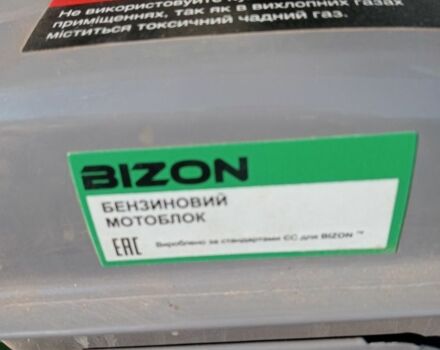 Не використовуйте
приміщеннях, так як в вихлопних газах
міститься токсичний чадний газ.
BIZON
БЕНЗИНОВИЙ
МОТОБЛОК
EAC Вироблено за стандартами ЄС для BIZON ™